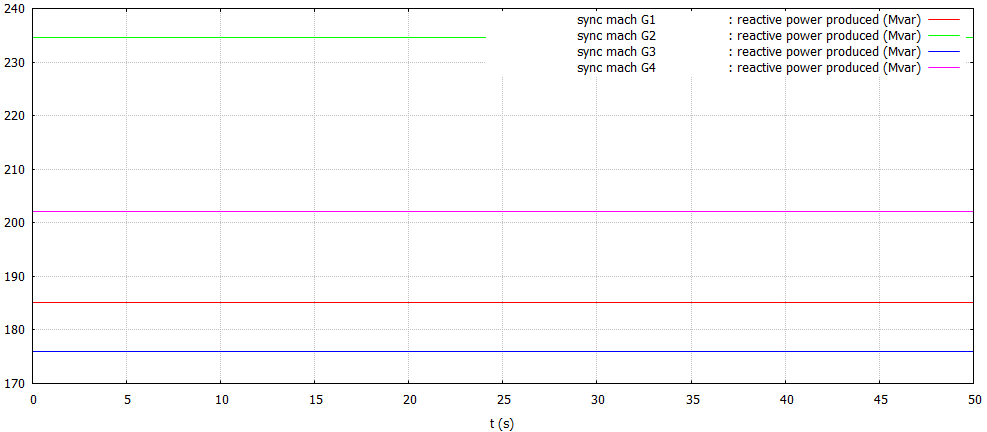 240
230
220
210
200
190
180
170
0 5 10 15 20 25 30 35 40 45 50
t (s)
sync mach G1 : reactive power produced (Mvar)
sync mach G2 : reactive power produced (Mvar)
sync mach G3 : reactive power produced (Mvar)
sync mach G4 : reactive power produced (Mvar)